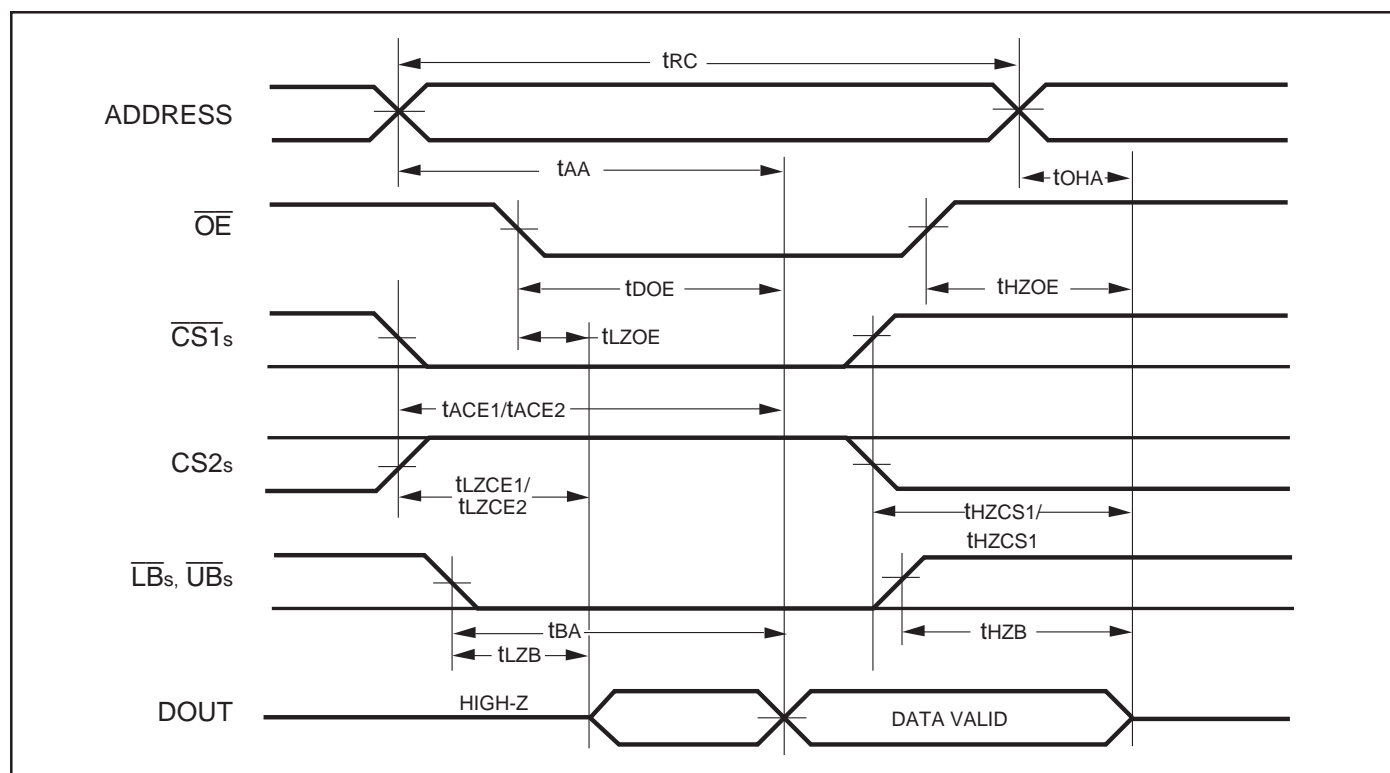 tRC
ADDRESS
tAA
tOHA
OE
tDOE
tHZOE
CS1s
tLZOE
tACE1/tACE2
CS2s
tLZCE1/
tLZCE2
tHZCS1/
tHZCS1
LBs, UBs
tBA
tHZB
tLZB
DOUT
HIGH-Z
DATA VALID